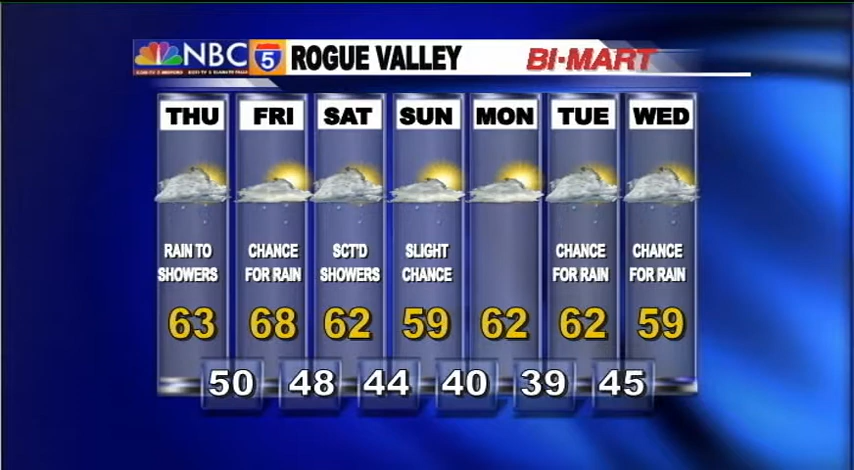 NBC 5 ROGUE VALLEY BI-MART
THU FRI SAT SUN MON TUE WED
RAIN TO SHOWERS
CHANCE FOR RAIN
SCT'D SHOWERS
SLIGHT CHANCE
CHANCE FOR RAIN
CHANCE FOR RAIN
63 68 62 59 62 62 59
50 48 44 40 39 45